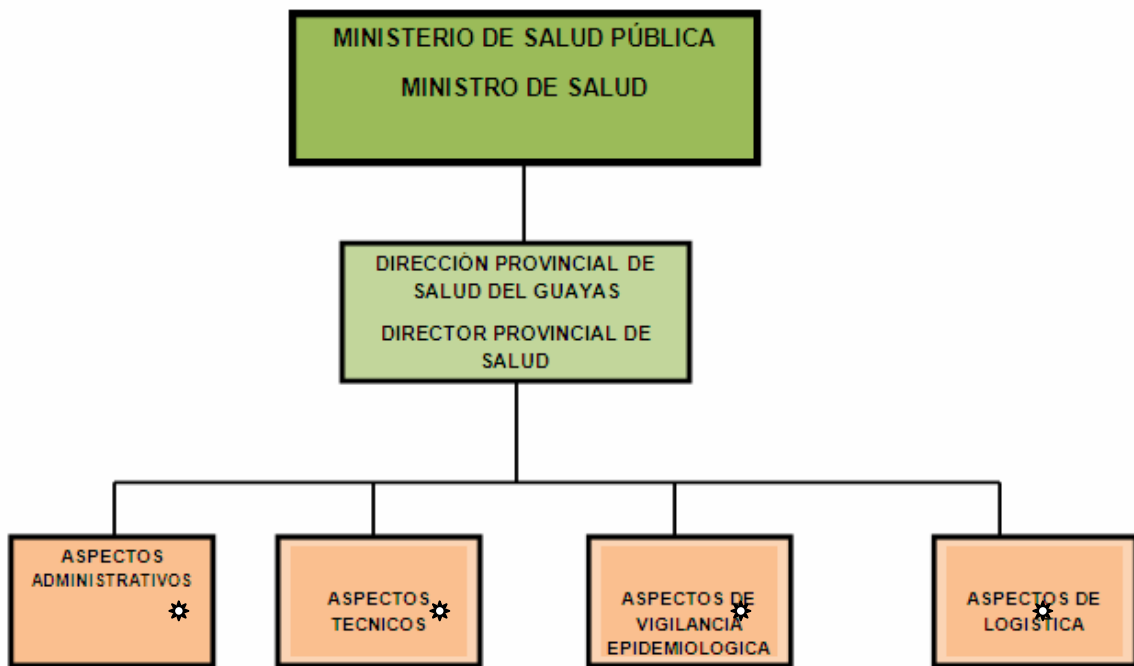 MINISTERIO DE SALUD PÚBLICA
MINISTRO DE SALUD
DIRECCIÓN PROVINCIAL DE
SALUD DEL GUAYAS
DIRECTOR PROVINCIAL DE
SALUD
ASPECTOS
ADMINISTRATIVOS
ASPECTOS
TECNICOS
ASPECTOS DE
VIGILANCIA
EPIDEMIOLOGICA
ASPECTOS DE
LOGISTICA